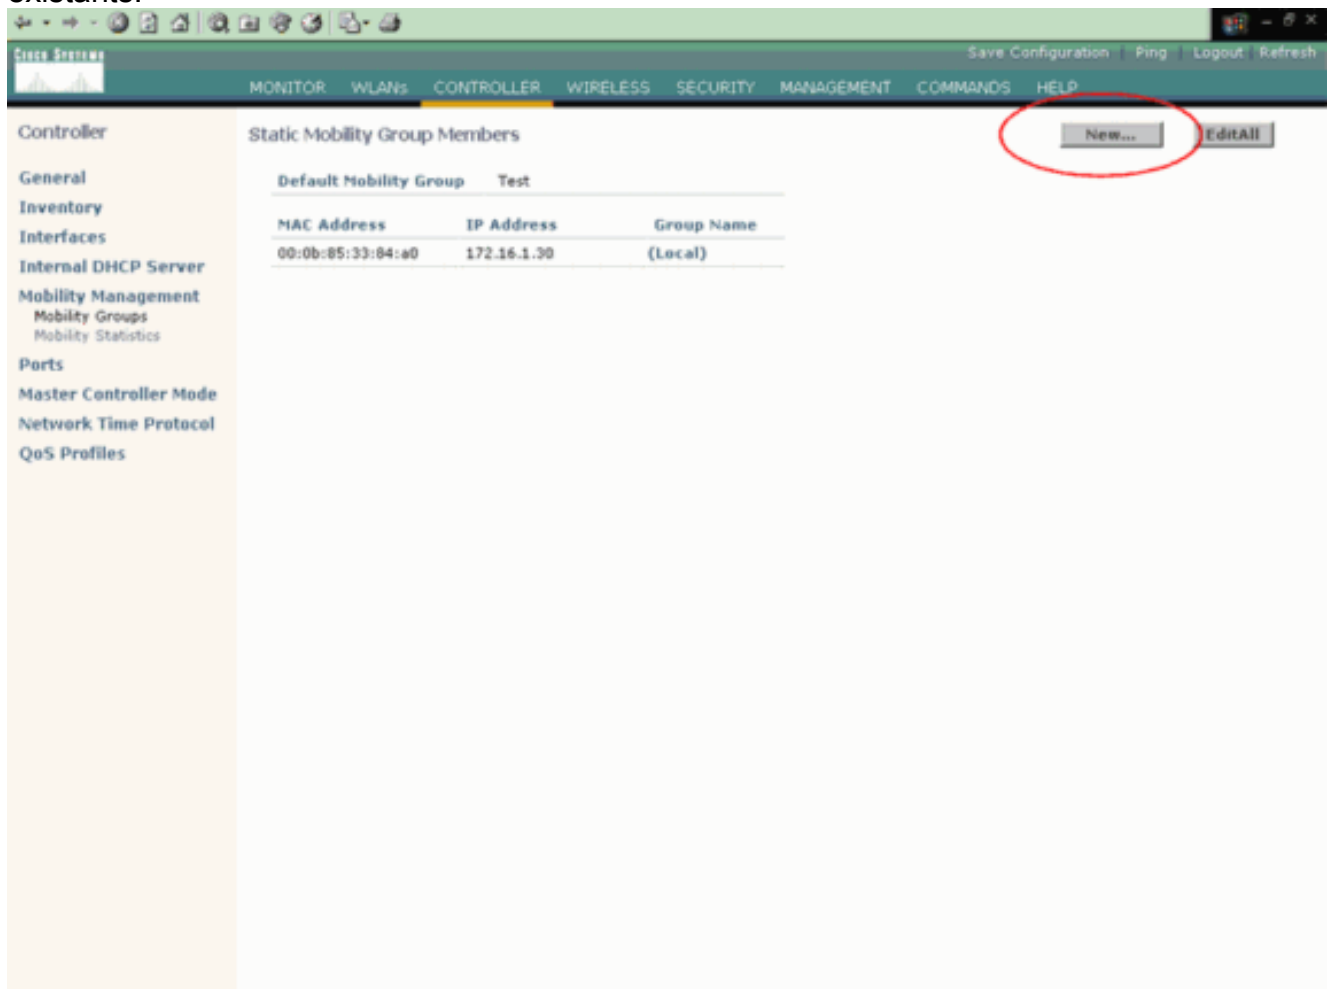 existants.
CISCO SYSTEMS
Save Configuration | Ping | Logout | Refresh
MONITOR WLANs CONTROLLER WIRELESS SECURITY MANAGEMENT COMMANDS HELP
Controller
General
Inventory
Interfaces
Internal DHCP Server
Mobility Management
Mobility Groups
Mobility Statistics
Ports
Master Controller Mode
Network Time Protocol
QoS Profiles
Static Mobility Group Members
New...
EditAll
Default Mobility Group Test
MAC Address IP Address Group Name
00:0b:85:33:84:a0 172.16.1.30 (Local)